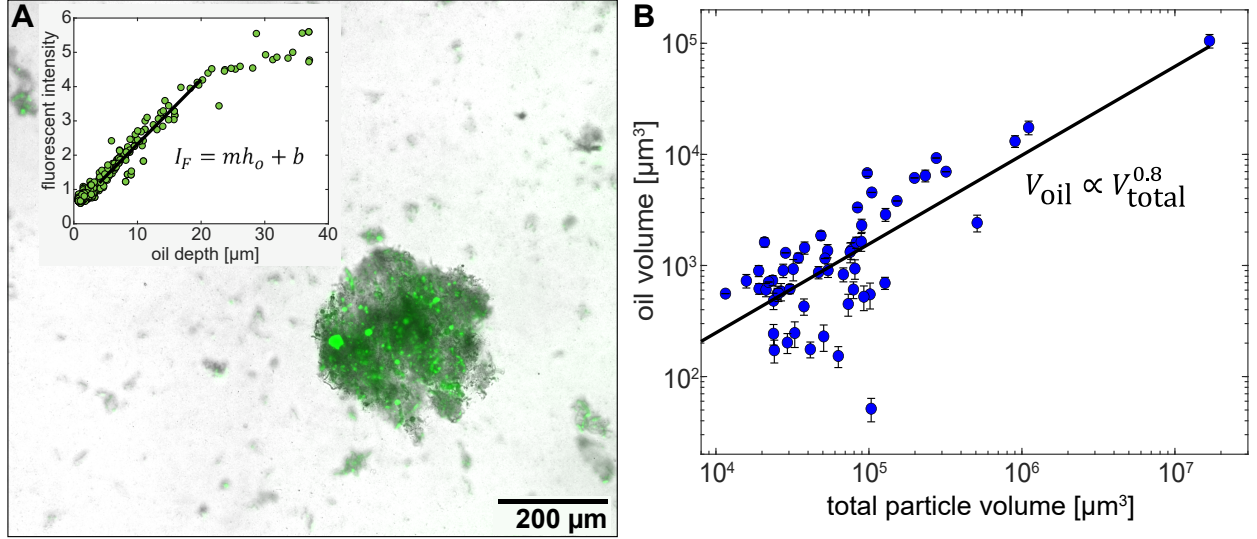 A
fluorescent intensity
6
5
4
3
2
1
0
I_F = mh_o + b
0 10 20 30 40
oil depth [µm]
200 µm
B
oil volume [µm³]
10⁵
10⁴
10³
10²
V_oil ∝ V_total^0.8
10⁴ 10⁵ 10⁶ 10⁷
total particle volume [µm³]